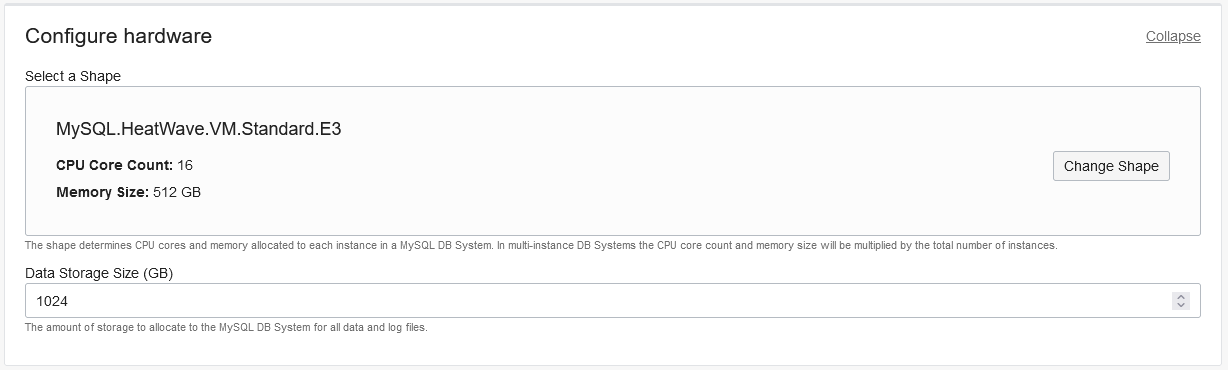 Configure hardware
Collapse
Select a Shape
MySQL.HeatWave.VM.Standard.E3
CPU Core Count: 16
Change Shape
Memory Size: 512 GB
The shape determines CPU cores and memory allocated to each instance in a MySQL DB System. In multi-instance DB Systems the CPU core count and memory size will be multiplied by the total number of instances.
Data Storage Size (GB)
1024
The amount of storage to allocate to the MySQL DB System for all data and log files.